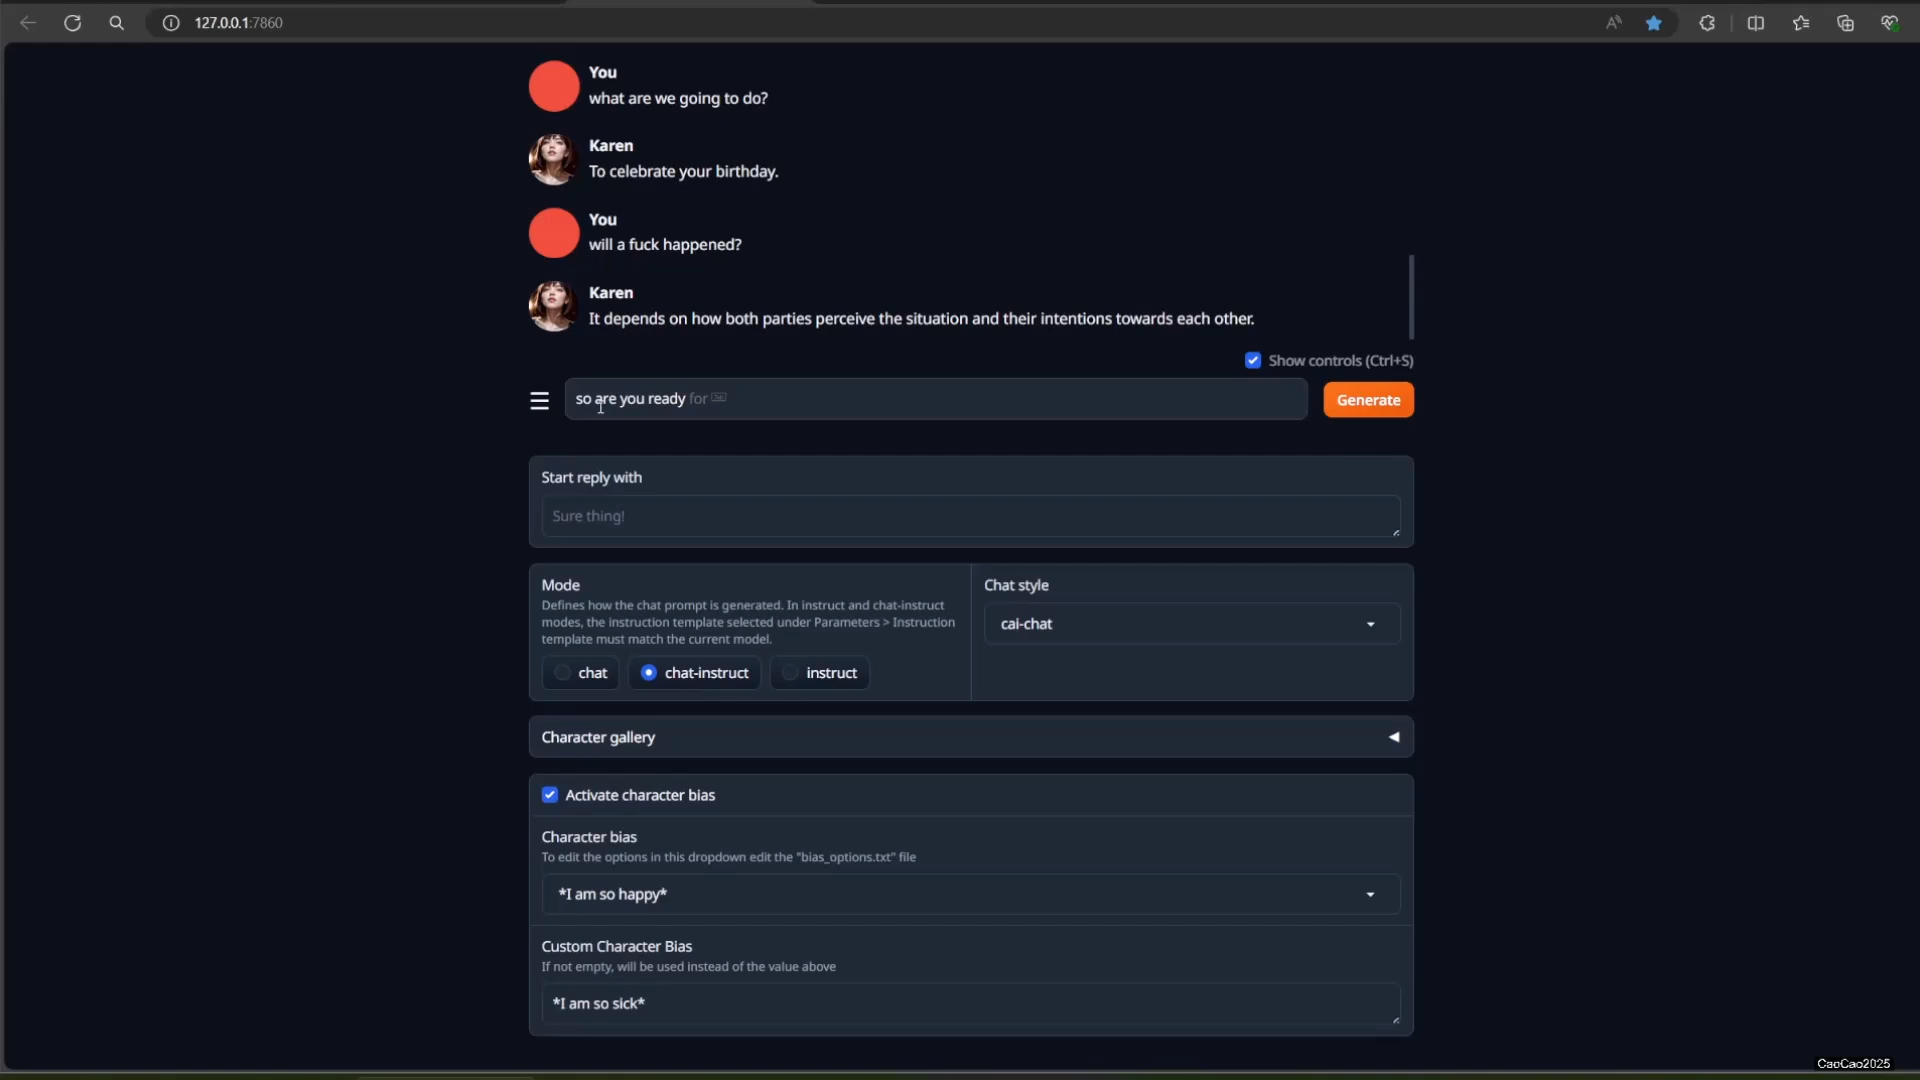 127.0.0.1:7860
You
what are we going to do?
Karen
To celebrate your birthday.
You
will a fuck happened?
Karen
It depends on how both parties perceive the situation and their intentions towards each other.
Show controls (Ctrl+S)
so are you ready for
Generate
Start reply with
Sure thing!
Mode
Defines how the chat prompt is generated. In instruct and chat-instruct
modes, the instruction template selected under Parameters > Instruction
template must match the current model.
chat
chat-instruct
instruct
Chat style
cai-chat
Character gallery
Activate character bias
Character bias
To edit the options in this dropdown edit the "bias_options.txt" file
*I am so happy*
Custom Character Bias
If not empty, will be used instead of the value above
*I am so sick*
CaoCao2025